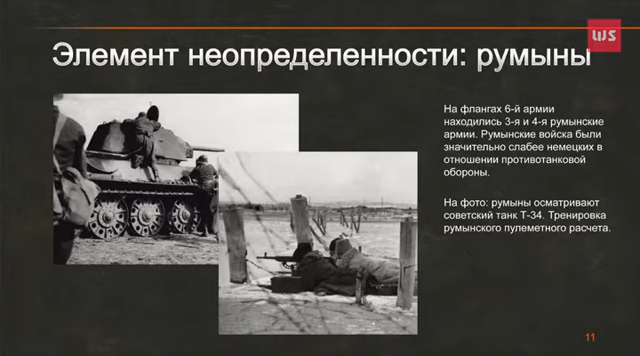 WS
Элемент неопределенности: румыны
На флангах 6-й армии
находились 3-я и 4-я румынские
армии. Румынские войска были
значительно слабее немецких в
отношении противотанковой
обороны.
На фото: румыны осматривают
советский танк Т-34. Тренировка
румынского пулеметного расчета.
11